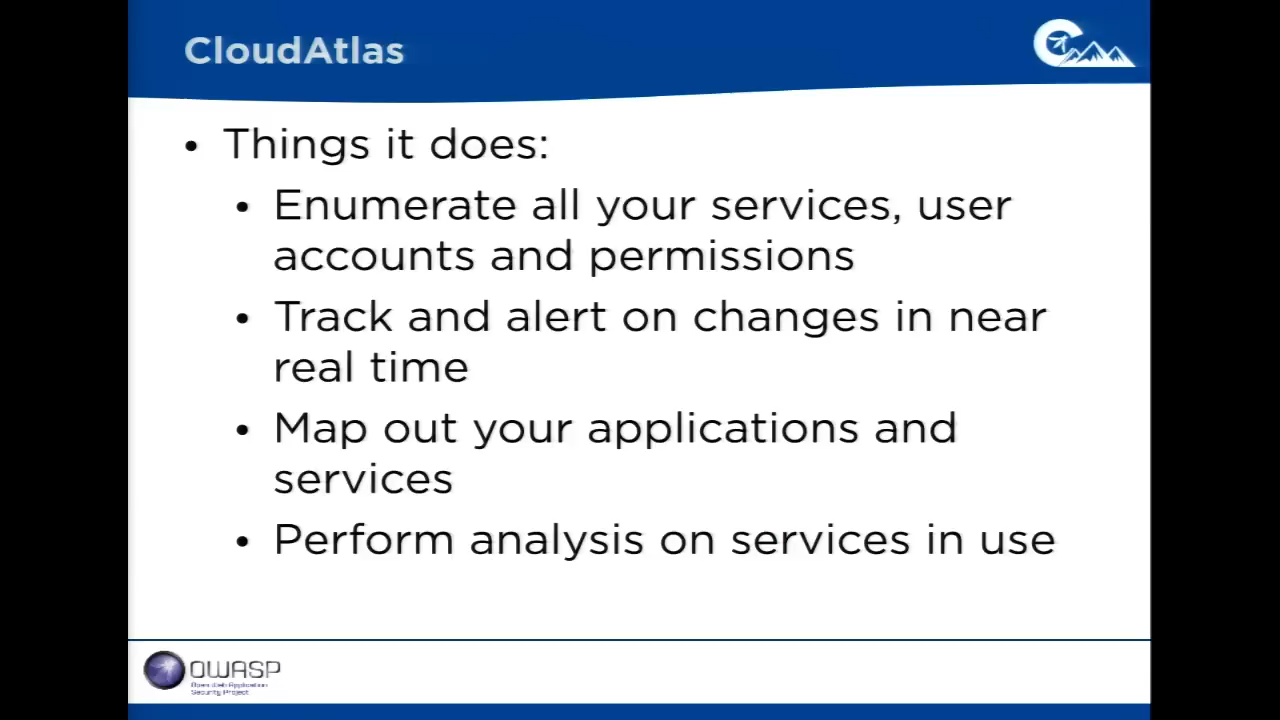 CloudAtlas
• Things it does:
• Enumerate all your services, user
accounts and permissions
• Track and alert on changes in near
real time
• Map out your applications and
services
• Perform analysis on services in use
OWASP
Open Web Application
Security Project